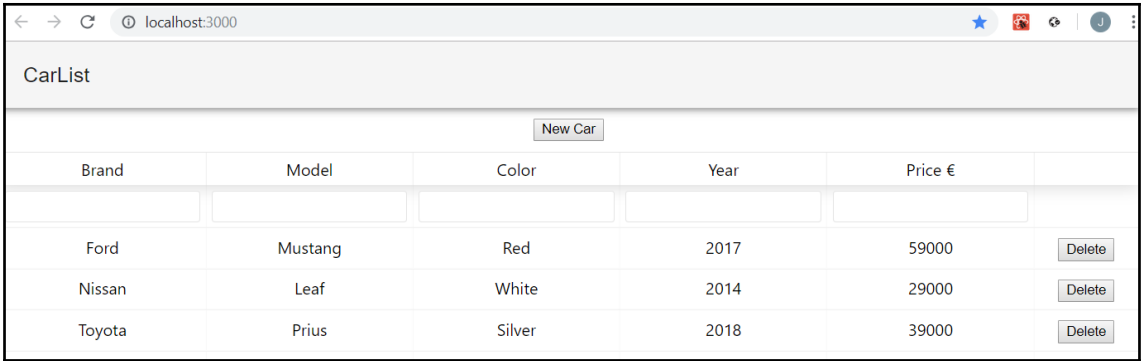 localhost:3000
J
CarList
New Car
Brand Model Color Year Price €
Ford Mustang Red 2017 59000 Delete
Nissan Leaf White 2014 29000 Delete
Toyota Prius Silver 2018 39000 Delete